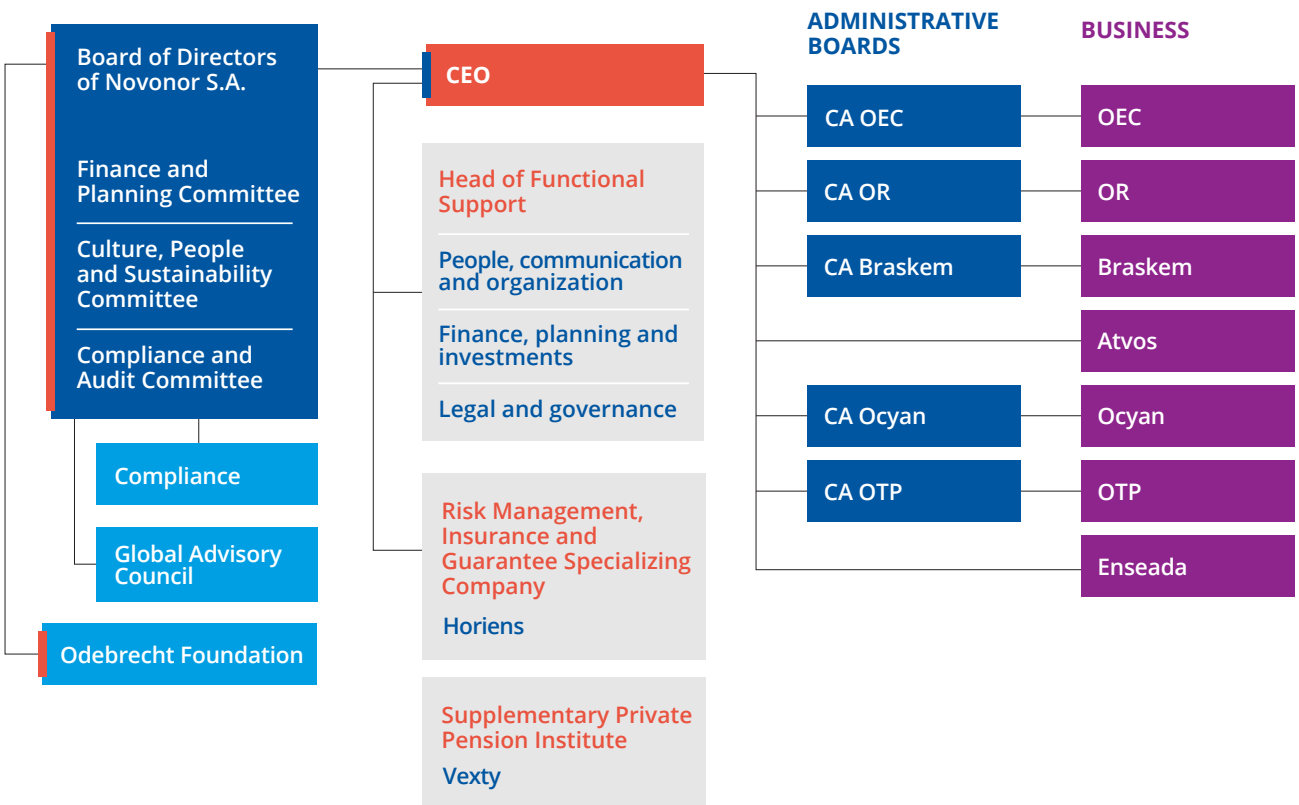 Board of Directors
of Novonor S.A.
Finance and
Planning Committee
Culture, People
and Sustainability
Committee
Compliance and
Audit Committee
Compliance
Global Advisory
Council
Odebrecht Foundation
CEO
Head of Functional
Support
People, communication
and organization
Finance, planning and
investments
Legal and governance
Risk Management,
Insurance and
Guarantee Specializing
Company
Horiens
Supplementary Private
Pension Institute
Vexty
ADMINISTRATIVE
BOARDS
CA OEC
CA OR
CA Braskem
CA Ocyan
CA OTP
BUSINESS
OEC
OR
Braskem
Atvos
Ocyan
OTP
Enseada